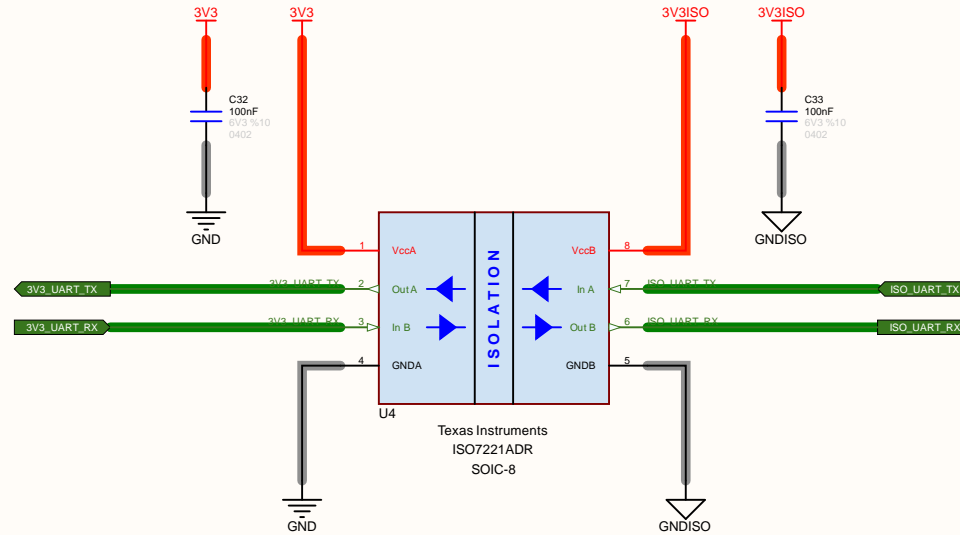 3V3
3V3
3V3ISO
3V3ISO
C32
100nF
6V3 %10
0402
C33
100nF
6V3 %10
0402
GND
GNDISO
1
VccA
VccB
8
3V3_UART_TX
3V3_UART_TX
2
Out A
In A
7
ISO_UART_TX
ISO_UART_TX
3V3_UART_RX
3V3_UART_RX
3
In B
Out B
6
ISO_UART_RX
ISO_UART_RX
4
GNDA
GNDB
5
ISOLATION
U4
Texas Instruments
ISO7221ADR
SOIC-8
GND
GNDISO